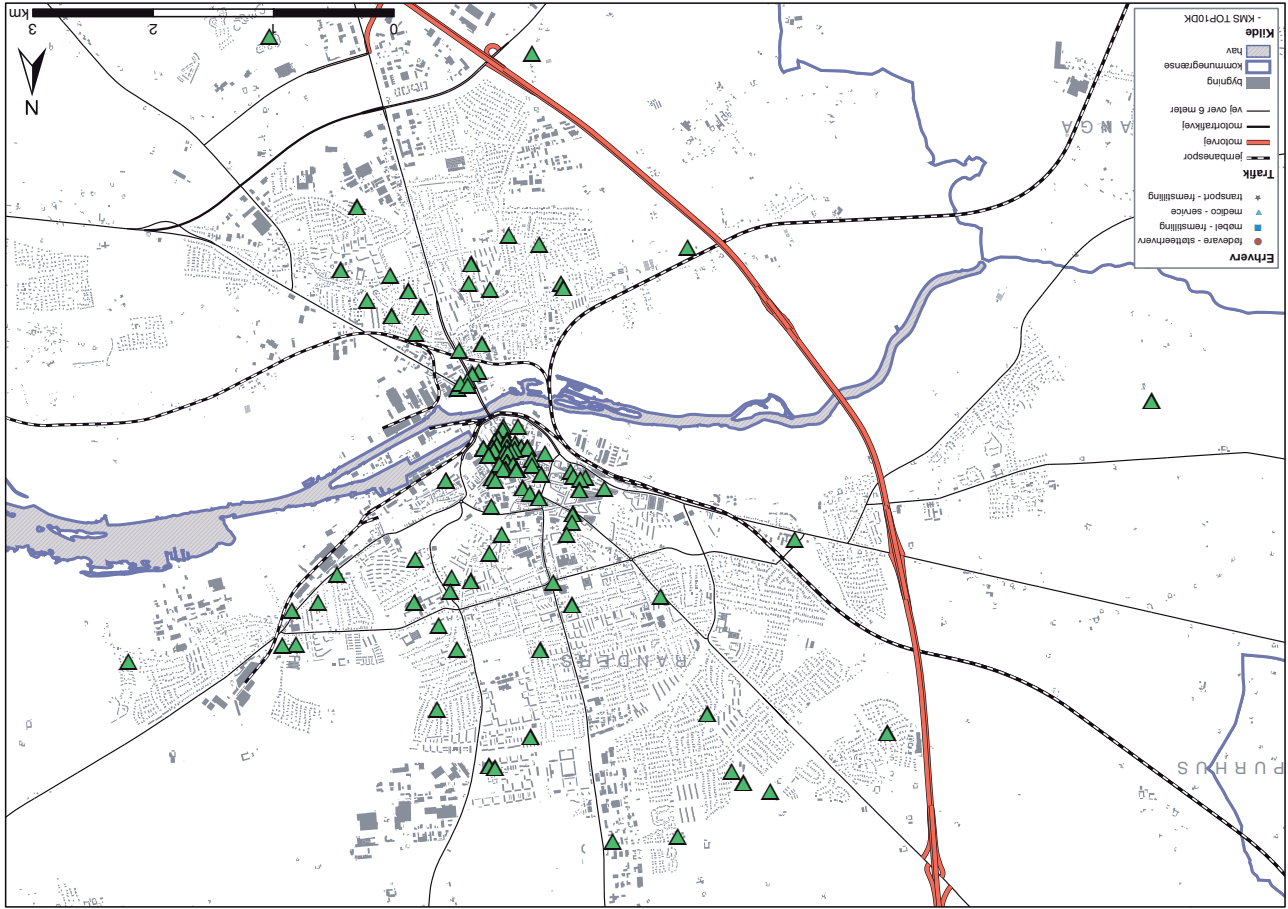 PURHUS
RANDERS
Erhverv
fødevare - støtteerhverv
møbel - fremstilling
medico - service
transport - fremstilling
Trafik
jernbanespor
motorvej
motortrafikvej
vej over 6 meter
bygning
kommunegrænse
hav
Kilde
- KMS TOP10DK
ANGÅ
N
0 1 2 3 km